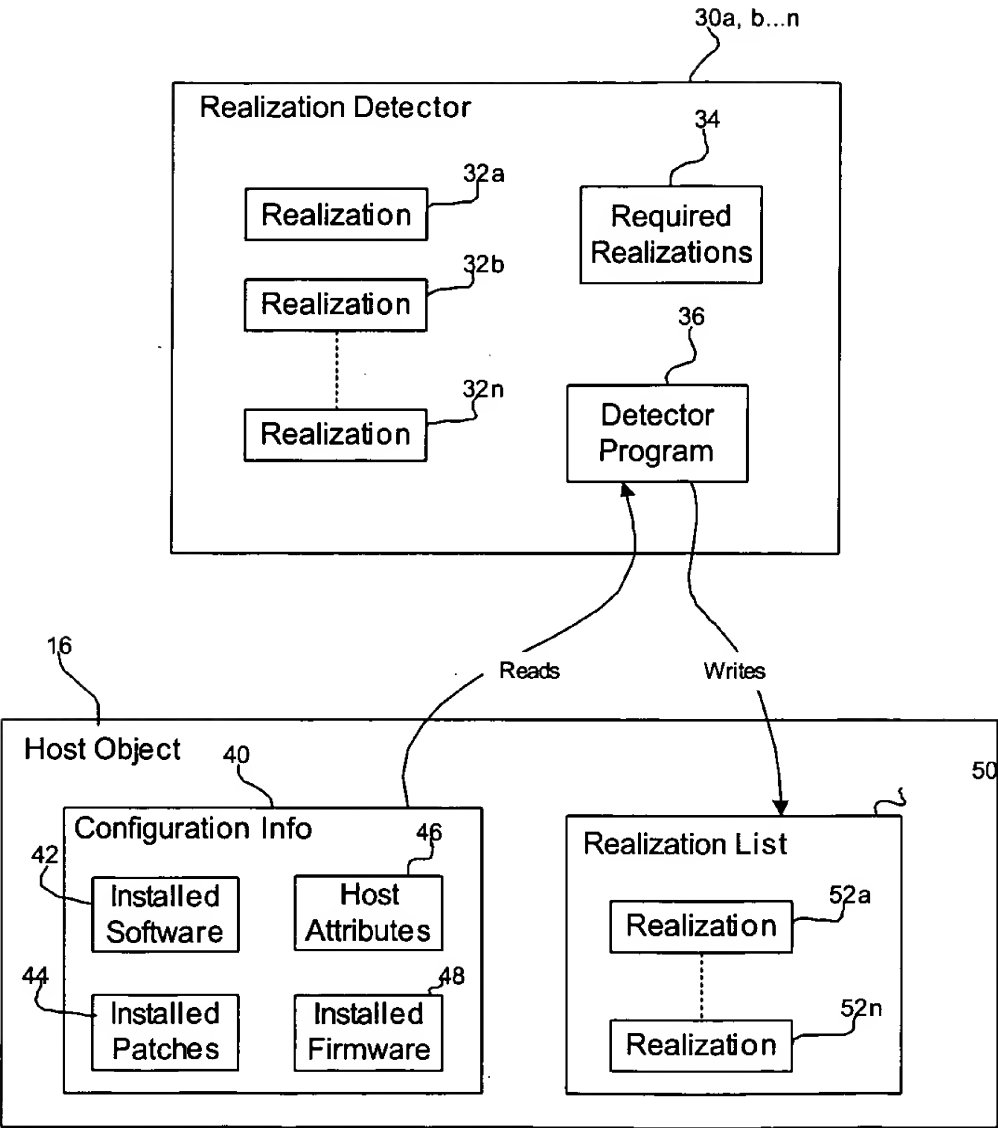 30a, b...n
Realization Detector
34
32a
Realization
Required
Realizations
32b
Realization
36
32n
Realization
Detector
Program
16
Reads
Writes
Host Object
40
50
Configuration Info
46
Realization List
42
Installed
Software
Host
Attributes
52a
Realization
44
Installed
Patches
48
Installed
Firmware
52n
Realization